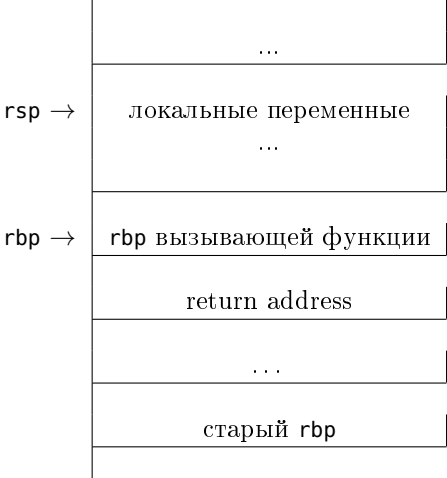 ...
rsp → локальные переменные
...
rbp → rbp вызывающей функции
return address
...
старый rbp